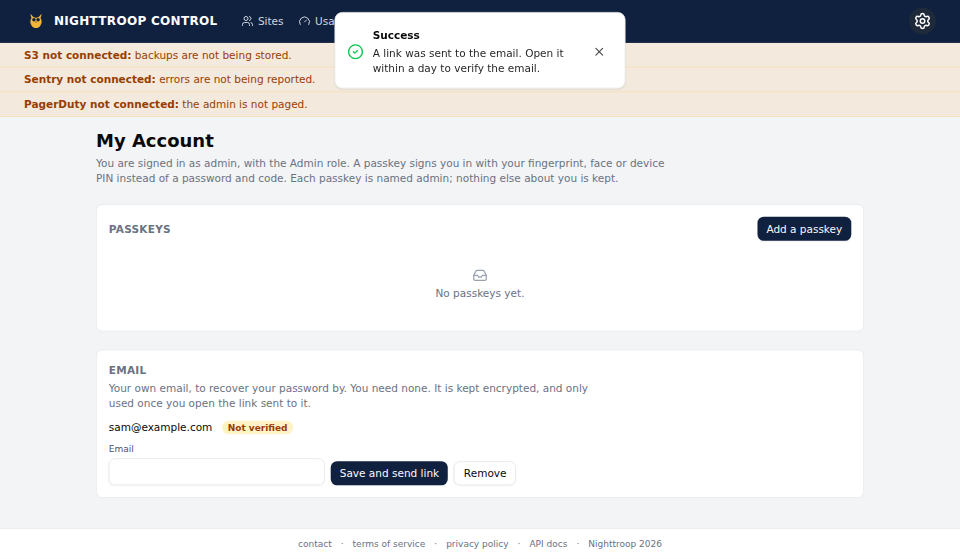 NIGHTTROOP CONTROL
Sites
Success
A link was sent to the email. Open it
within a day to verify the email.
S3 not connected: backups are not being stored.
Sentry not connected: errors are not being reported.
PagerDuty not connected: the admin is not paged.
My Account
You are signed in as admin, with the Admin role. A passkey signs you in with your fingerprint, face or device
PIN instead of a password and code. Each passkey is named admin; nothing else about you is kept.
PASSKEYS
Add a passkey
No passkeys yet.
EMAIL
Your own email, to recover your password by. You need none. It is kept encrypted, and only
used once you open the link sent to it.
sam@example.com Not verified
Email
Save and send link
Remove
contact · terms of service · privacy policy · API docs · Nighttroop 2026